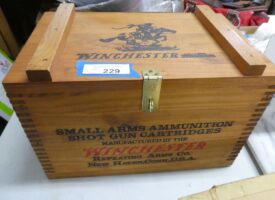 WINCHESTER
229
SMALL ARMS AMMUNITION
SHOT GUN CARTRIDGES
MANUFACTURED BY THE
WINCHESTER
REPEATING ARMS CO.
NEW HAVEN, CONN. U.S.A.